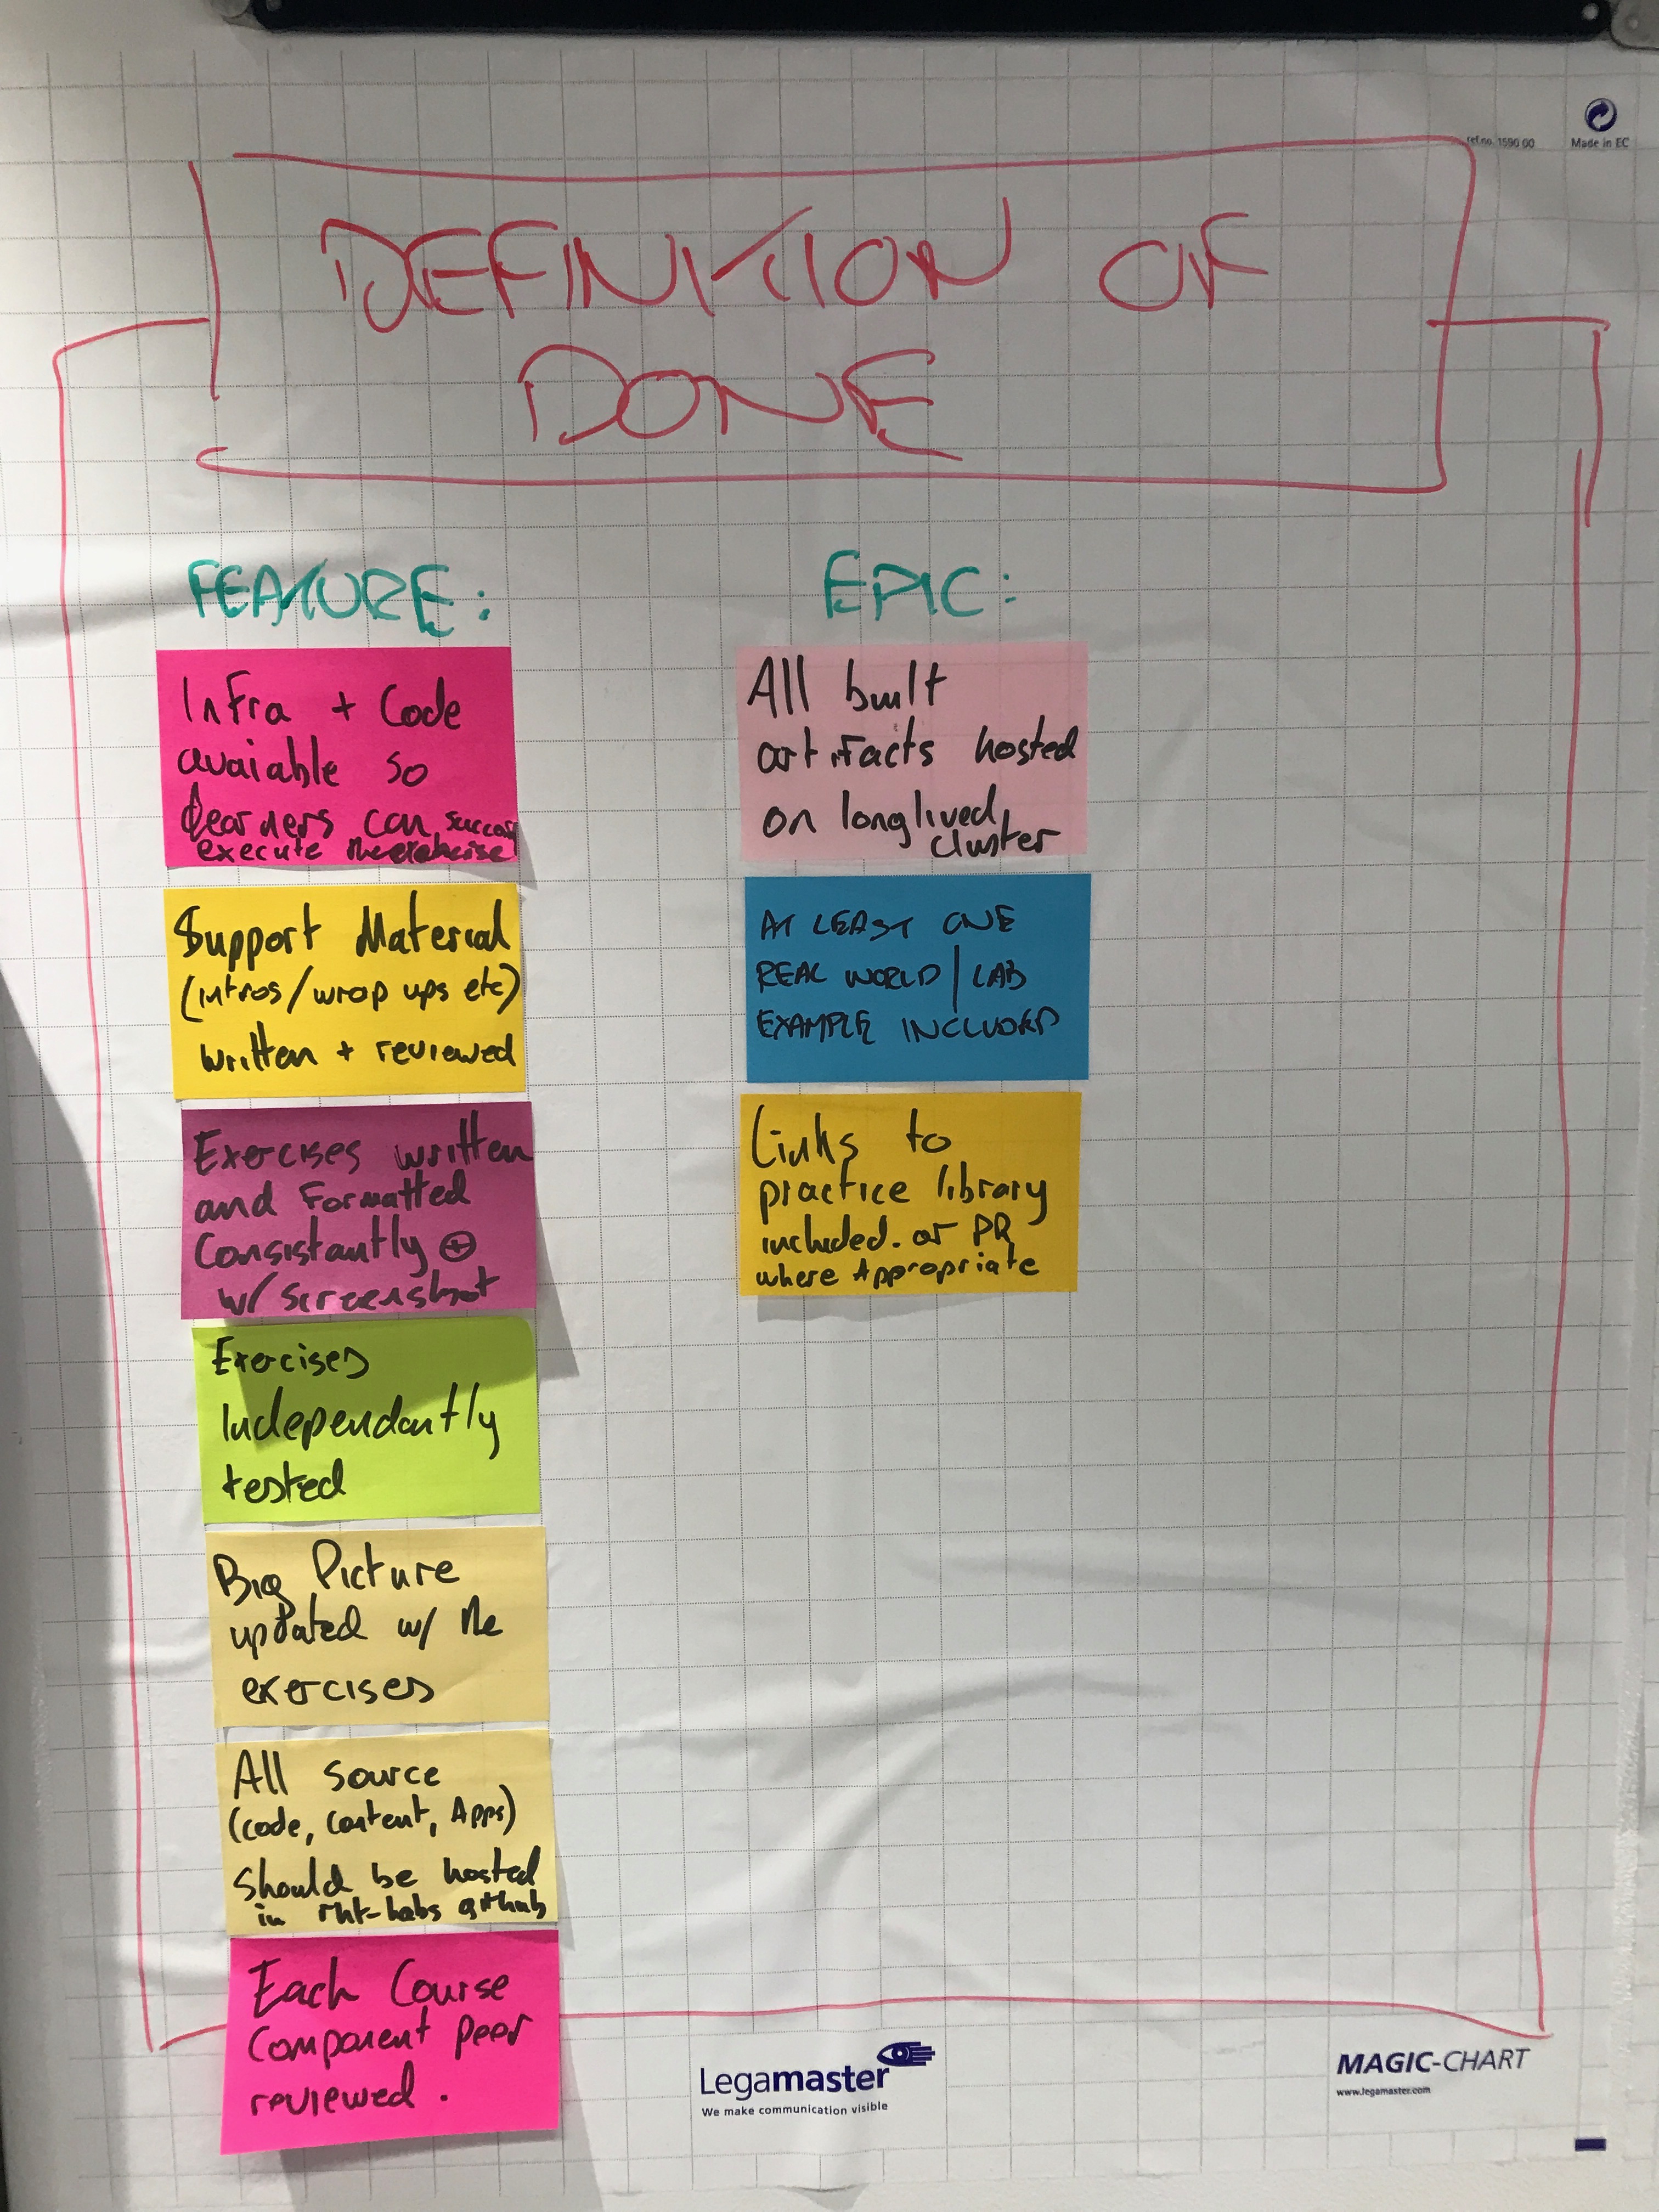 ref.no. 1590 00
Made in EC
DEFINITION OF
DONE
FEATURE:
Infra + Code
avaiable so
learners can
execute the exercise
Support Material
(intros/wrap ups etc)
written + reviewed
Exercises written
and Formatted
Consistantly +
w/ Screenshot
Exercises
Independantly
tested
Big Picture
updated w/ the
exercises
All source
(code, content, Apps)
should be hosted
in rht-labs github
Each Course
Component peer
reviewed.
EPIC:
All built
artifacts hosted
on longlived
cluster
AT LEAST ONE
REAL WORLD | LAB
EXAMPLE INCLUDED
Links to
practice library
included. or PR
where Appropriate
Legamaster
We make communication visible
MAGIC-CHART
www.legamaster.com